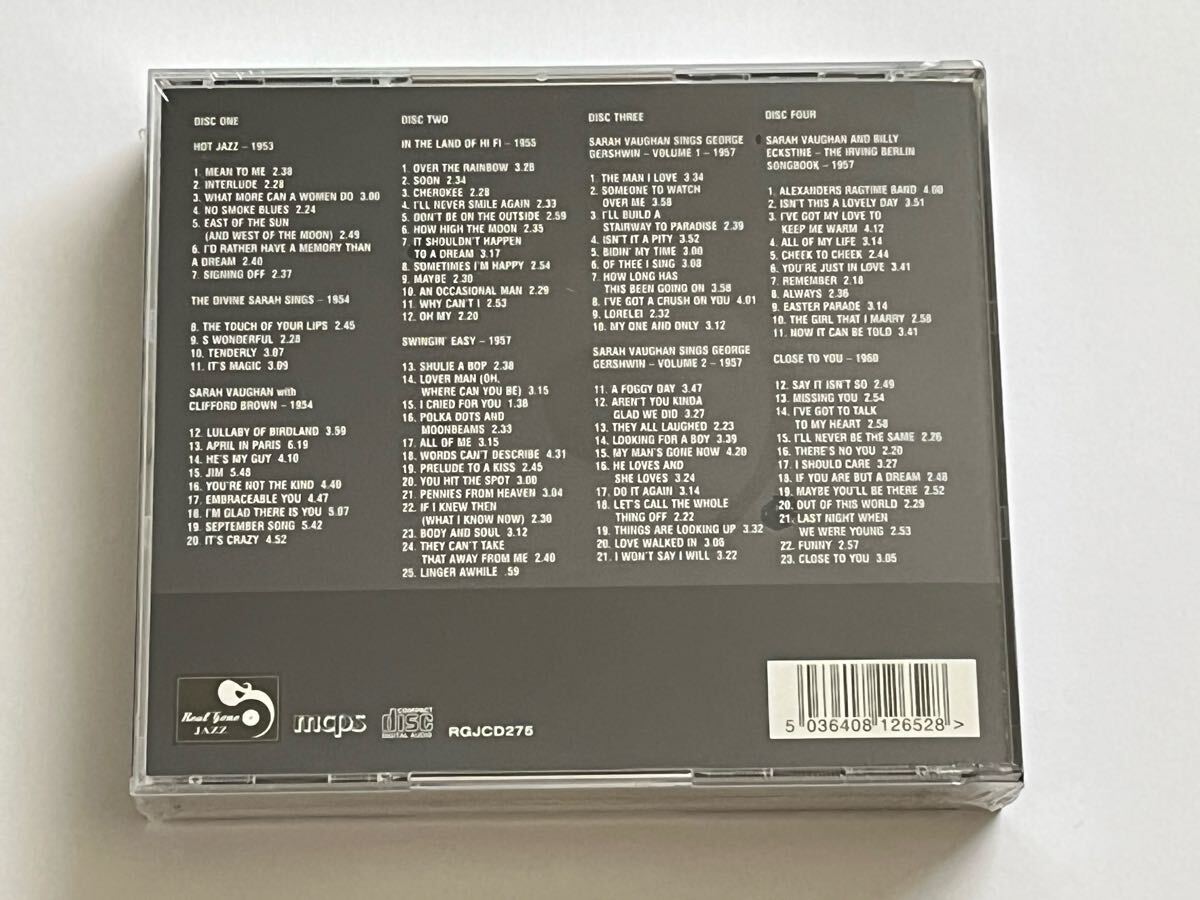 DISC ONE
HOT JAZZ – 1953
1. MEAN TO ME 2.38
2. INTERLUDE 2.28
3. WHAT MORE CAN A WOMEN DO 3.00
4. NO SMOKE BLUES 2.24
5. EAST OF THE SUN
(AND WEST OF THE MOON) 2.49
6. I'D RATHER HAVE A MEMORY THAN
A DREAM 2.40
7. SIGNING OFF 2.37
THE DIVINE SARAH SINGS – 1954
8. THE TOUCH OF YOUR LIPS 2.45
9. S WONDERFUL 2.28
10. TENDERLY 3.07
11. IT'S MAGIC 3.09
SARAH VAUGHAN with
CLIFFORD BROWN – 1954
12. LULLABY OF BIRDLAND 3.59
13. APRIL IN PARIS 6.19
14. HE'S MY GUY 4.10
15. JIM 5.48
16. YOU'RE NOT THE KIND 4.40
17. EMBRACEABLE YOU 4.47
18. I'M GLAD THERE IS YOU 5.07
19. SEPTEMBER SONG 5.42
20. IT'S CRAZY 4.52
DISC TWO
IN THE LAND OF HI FI – 1955
1. OVER THE RAINBOW 3.28
2. SOON 2.34
3. CHEROKEE 2.28
4. I'LL NEVER SMILE AGAIN 2.33
5. DON'T BE ON THE OUTSIDE 2.59
6. HOW HIGH THE MOON 2.35
7. IT SHOULDN'T HAPPEN
TO A DREAM 3.17
8. SOMETIMES I'M HAPPY 2.54
9. MAYBE 2.30
10. AN OCCASIONAL MAN 2.29
11. WHY CAN'T I 2.53
12. OH MY 2.20
SWINGIN' EASY – 1957
13. SHULIE A BOP 2.38
14. LOVER MAN (OH,
WHERE CAN YOU BE) 3.15
15. I CRIED FOR YOU 1.38
16. POLKA DOTS AND
MOONBEAMS 2.33
17. ALL OF ME 3.15
18. WORDS CAN'T DESCRIBE 4.31
19. PRELUDE TO A KISS 2.45
20. YOU HIT THE SPOT 3.00
21. PENNIES FROM HEAVEN 3.04
22. IF I KNEW THEN
(WHAT I KNOW NOW) 2.30
23. BODY AND SOUL 3.12
24. THEY CAN'T TAKE
THAT AWAY FROM ME 2.40
25. LINGER AWHILE .59
DISC THREE
SARAH VAUGHAN SINGS GEORGE
GERSHWIN – VOLUME 1 – 1957
1. THE MAN I LOVE 3.34
2. SOMEONE TO WATCH
OVER ME 3.58
3. I'LL BUILD A
STAIRWAY TO PARADISE 2.39
4. ISN'T IT A PITY 3.52
5. BIDIN' MY TIME 3.00
6. OF THEE I SING 3.08
7. HOW LONG HAS
THIS BEEN GOING ON 3.58
8. I'VE GOT A CRUSH ON YOU 4.01
9. LORELEI 2.32
10. MY ONE AND ONLY 3.12
SARAH VAUGHAN SINGS GEORGE
GERSHWIN – VOLUME 2 – 1957
11. A FOGGY DAY 3.47
12. AREN'T YOU KINDA
GLAD WE DID 3.27
13. THEY ALL LAUGHED 2.23
14. LOOKING FOR A BOY 3.39
15. MY MAN'S GONE NOW 4.20
16. HE LOVES AND
SHE LOVES 3.24
17. DO IT AGAIN 3.14
18. LET'S CALL THE WHOLE
THING OFF 2.22
19. THINGS ARE LOOKING UP 3.32
20. LOVE WALKED IN 3.06
21. I WON'T SAY I WILL 3.22
DISC FOUR
SARAH VAUGHAN AND BILLY
ECKSTINE – THE IRVING BERLIN
SONGBOOK – 1957
1. ALEXANDERS RAGTIME BAND 4.00
2. ISN'T THIS A LOVELY DAY 3.51
3. I'VE GOT MY LOVE TO
KEEP ME WARM 4.12
4. ALL OF MY LIFE 3.14
5. CHEEK TO CHEEK 2.44
6. YOU'RE JUST IN LOVE 3.41
7. REMEMBER 2.18
8. ALWAYS 2.36
9. EASTER PARADE 3.14
10. THE GIRL THAT I MARRY 2.58
11. NOW IT CAN BE TOLD 3.41
CLOSE TO YOU – 1960
12. SAY IT ISN'T SO 2.49
13. MISSING YOU 2.54
14. I'VE GOT TO TALK
TO MY HEART 2.58
15. I'LL NEVER BE THE SAME 2.26
16. THERE'S NO YOU 2.20
17. I SHOULD CARE 3.27
18. IF YOU ARE BUT A DREAM 2.48
19. MAYBE YOU'LL BE THERE 2.52
20. OUT OF THIS WORLD 2.29
21. LAST NIGHT WHEN
WE WERE YOUNG 2.53
22. FUNNY 2.57
23. CLOSE TO YOU 3.05
Real Gone
JAZZ
mcps
COMPACT
disc
DIGITAL AUDIO
RGJCD275
5 036408 126528 >